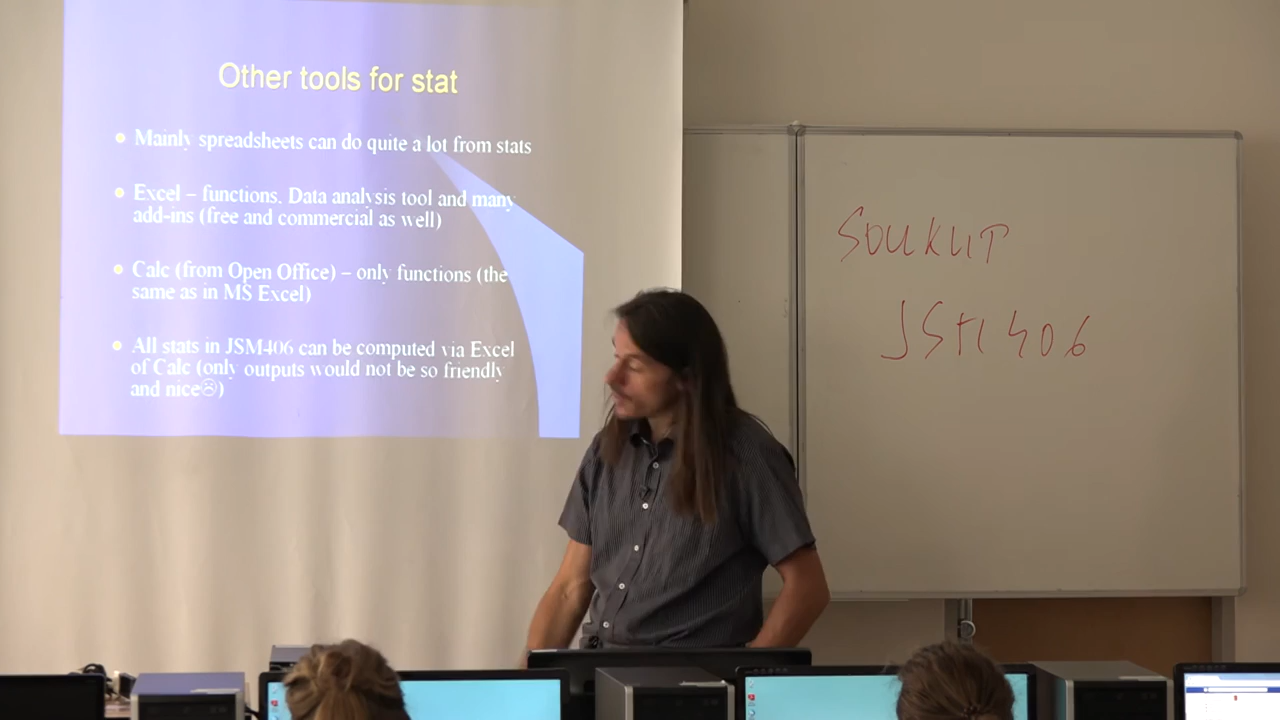 Other tools for stat
Mainly spreadsheets can do quite a lot from stats
Excel – functions. Data analysis tool and many
add-ins (free and commercial as well)
Calc (from Open Office) – only functions (the
same as in MS Excel)
All stats in JSM406 can be computed via Excel
of Calc (only outputs would not be so friendly
and nice☹)
SOUKUP
JSM406